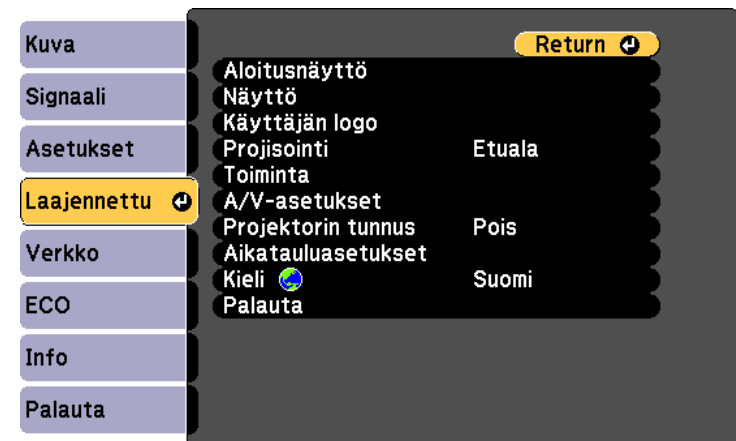 Kuva
Signaali
Asetukset
Laajennettu
Verkko
ECO
Info
Palauta
Return
Aloitusnäyttö
Näyttö
Käyttäjän logo
Projisointi Etuala
Toiminta
A/V-asetukset
Projektorin tunnus Pois
Aikatauluasetukset
Kieli Suomi
Palauta